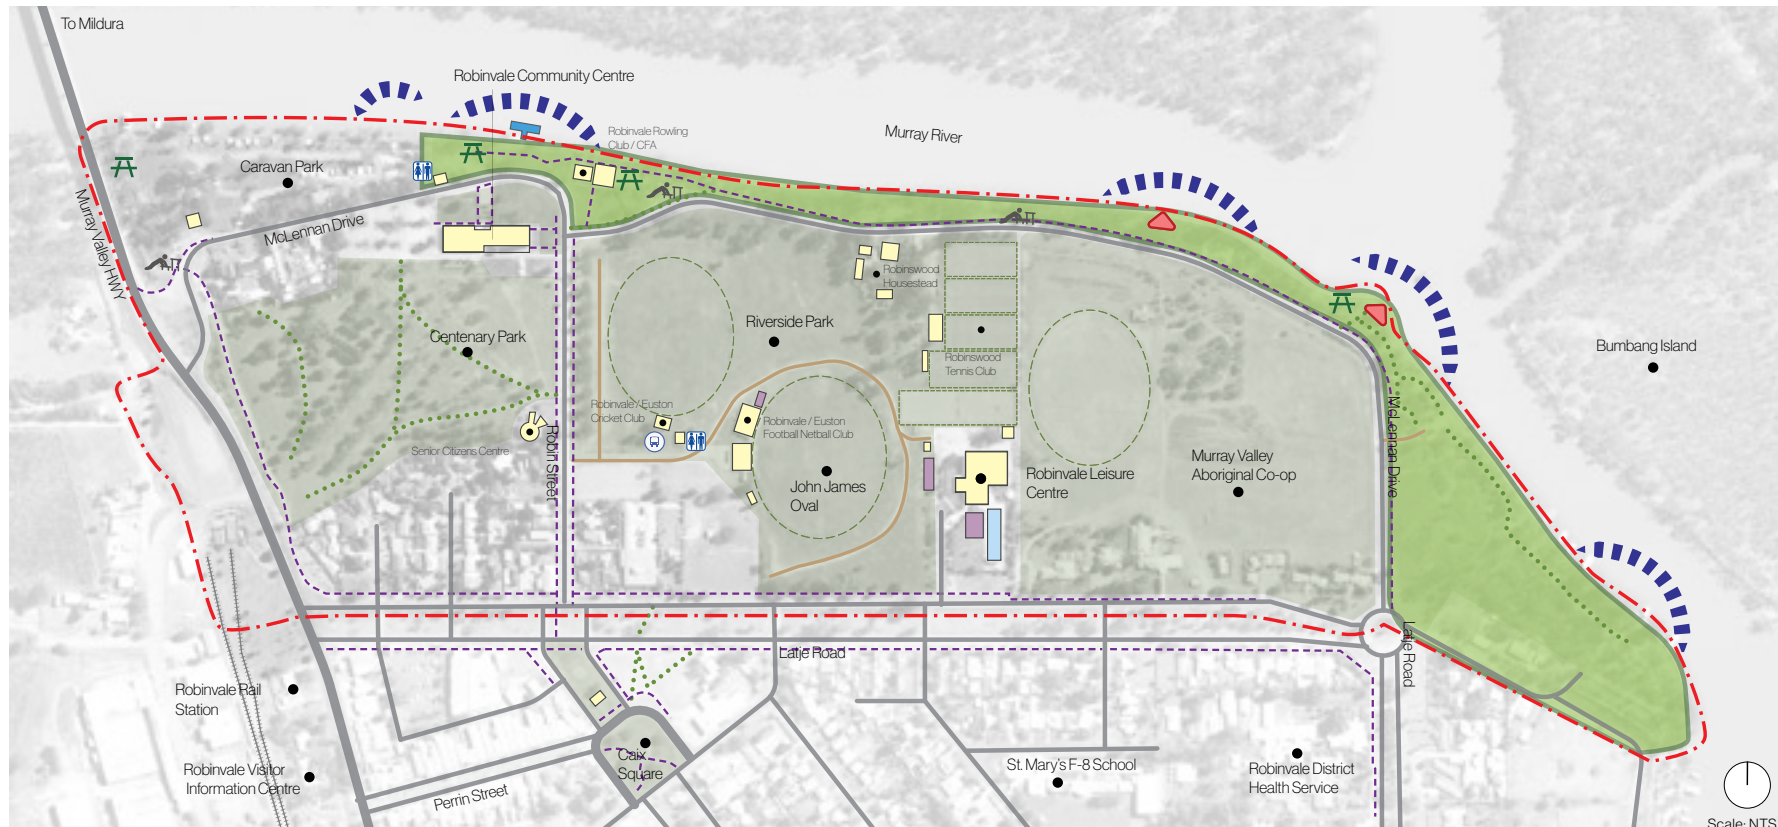 To Mildura
Robinvale Community Centre
Robinvale Rowling
Club / CFA
Murray River
Caravan Park
McLennan Drive
Murray Valley HWY
Robinswood
Housestead
Riverside Park
Centenary Park
Bumbang Island
Robinswood
Tennis Club
Robinvale / Euston
Cricket Club
Robinvale / Euston
Football Netball Club
McLennan Drive
Senior Citizens Centre
Robin Street
Murray Valley
Aboriginal Co-op
Robinvale Leisure
Centre
John James
Oval
Latje Road
Latje Road
Robinvale Rail
Station
Caix
Square
St. Mary's F-8 School
Robinvale District
Health Service
Robinvale Visitor
Information Centre
Perrin Street
Scale: NTS